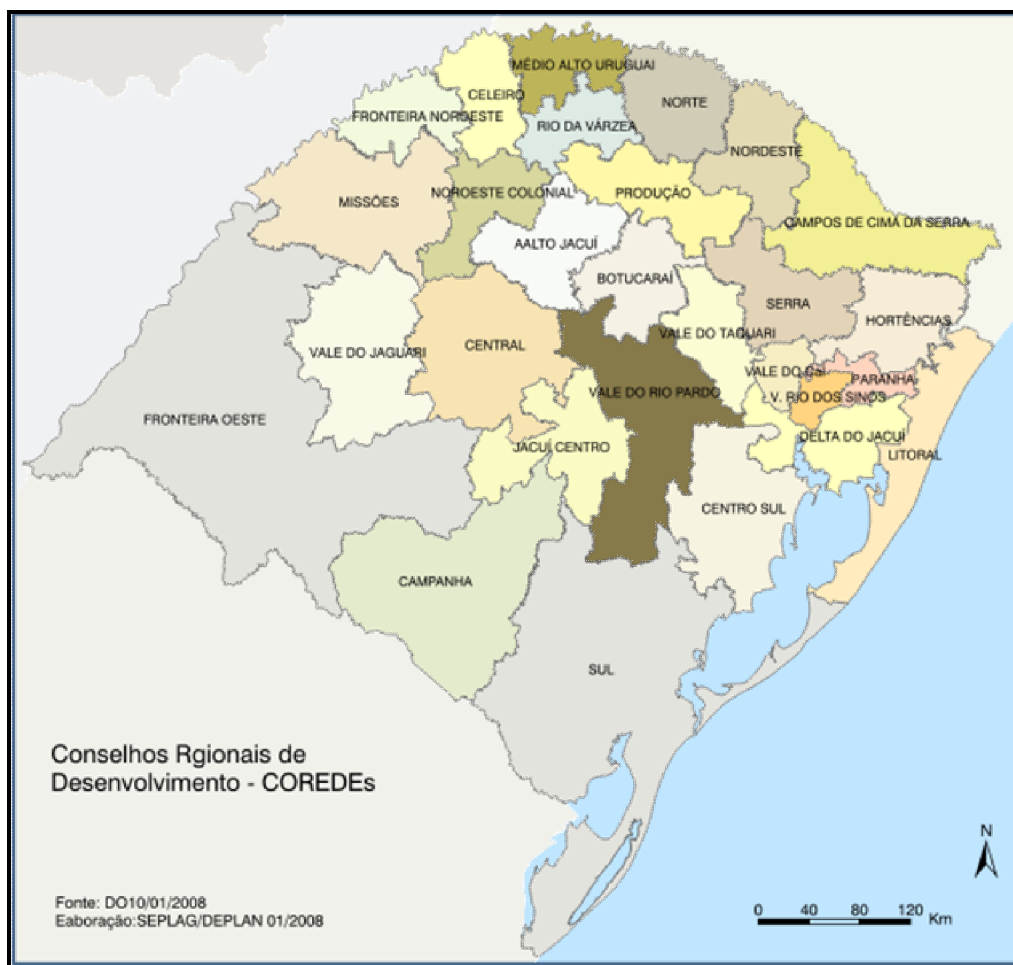 MÉDIO ALTO URUGUAI
CELEIRO
NORTE
FRONTEIRA NOROESTE
RIO DA VÁRZEA
NORDESTE
MISSÕES
NOROESTE COLONIAL
PRODUÇÃO
CAMPOS DE CIMA DA SERRA
AALTO JACUÍ
BOTUCARAÍ
SERRA
HORTÊNCIAS
VALE DO TAQUARI
VALE DO JAGUARI
CENTRAL
VALE DO
PARANHA
VALE DO RIO PARDO
V. RIO DOS SINOS
FRONTEIRA OESTE
DELTA DO JACUÍ
JACUÍ CENTRO
LITORAL
CENTRO SUL
CAMPANHA
SUL
Conselhos Rgionais de
Desenvolvimento - COREDEs
N
Fonte: DO10/01/2008
Eaboração:SEPLAG/DEPLAN 01/2008
0 40 80 120 Km